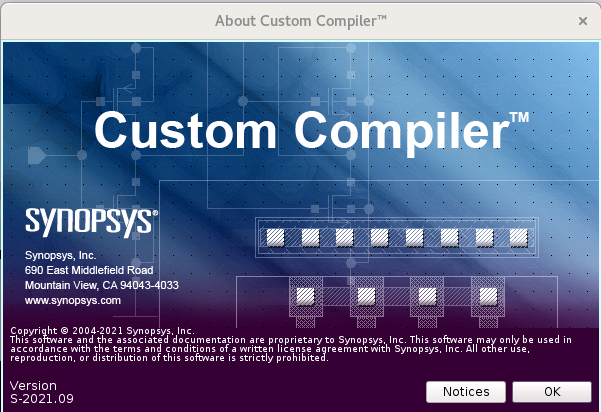 About Custom Compiler™
×
Custom Compiler™
SYNOPSYS®
Synopsys, Inc.
690 East Middlefield Road
Mountain View, CA 94043-4033
www.synopsys.com
Copyright © 2004-2021 Synopsys, Inc.
This software and the associated documentation are proprietary to Synopsys, Inc. This software may only be used in
accordance with the terms and conditions of a written license agreement with Synopsys, Inc. All other use,
reproduction, or distribution of this software is strictly prohibited.
Version
S-2021.09
Notices
OK